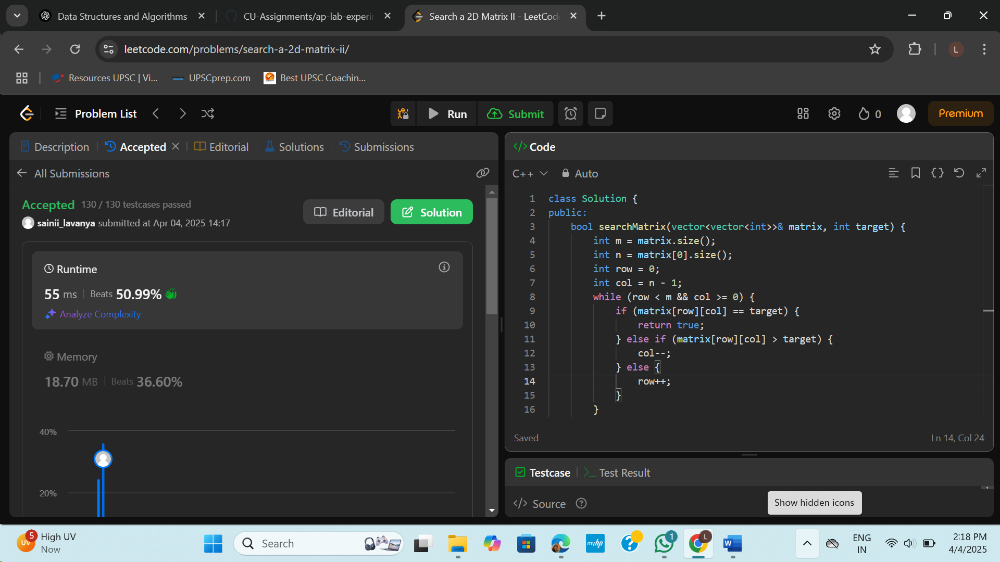 Data Structures and Algorithms
CU-Assignments/ap-lab-experim
Search a 2D Matrix II - LeetCode
leetcode.com/problems/search-a-2d-matrix-ii/
L
Resources UPSC | Vi...
UPSCprep.com
Best UPSC Coachin...
Problem List
Run
Submit
0
Premium
Description
Accepted
Editorial
Solutions
Submissions
All Submissions
Accepted 130 / 130 testcases passed
sainii_lavanya submitted at Apr 04, 2025 14:17
Editorial
Solution
Runtime
55 ms Beats 50.99%
Analyze Complexity
Memory
18.70 MB Beats 36.60%
40%
20%
</> Code
C++ Auto
1 class Solution {
2 public:
3 bool searchMatrix(vector<vector<int>>& matrix, int target) {
4 int m = matrix.size();
5 int n = matrix[0].size();
6 int row = 0;
7 int col = n - 1;
8 while (row < m && col >= 0) {
9 if (matrix[row][col] == target) {
10 return true;
11 } else if (matrix[row][col] > target) {
12 col--;
13 } else {
14 row++;
15 }
16 }
Saved
Ln 14, Col 24
Testcase
>_ Test Result
</> Source ?
Show hidden icons
UV 5
High UV
Now
Search
myhp
?
1
L
W
ENG
IN
2:18 PM
4/4/2025